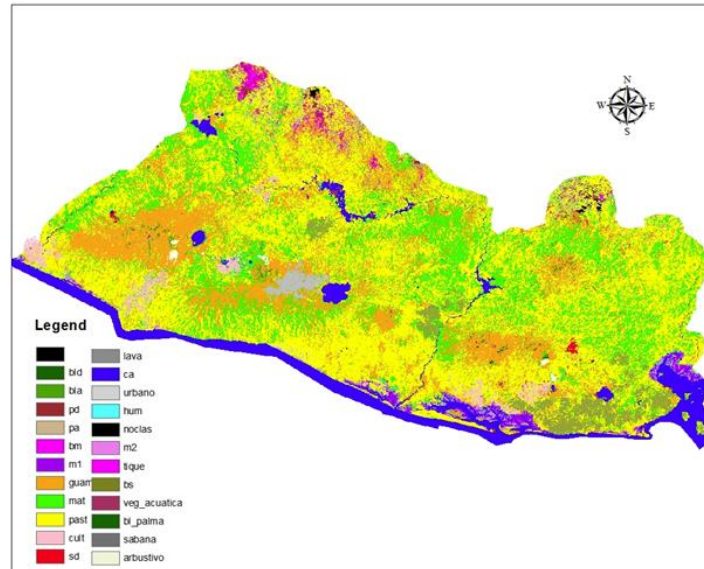 N
W E
S
Legend
bld
bla
pd
pa
bm
m1
guam
mat
past
cult
sd
lava
ca
urbano
hum
noclas
m2
tique
bs
veg_acuatica
bl_palma
sabana
arbustivo